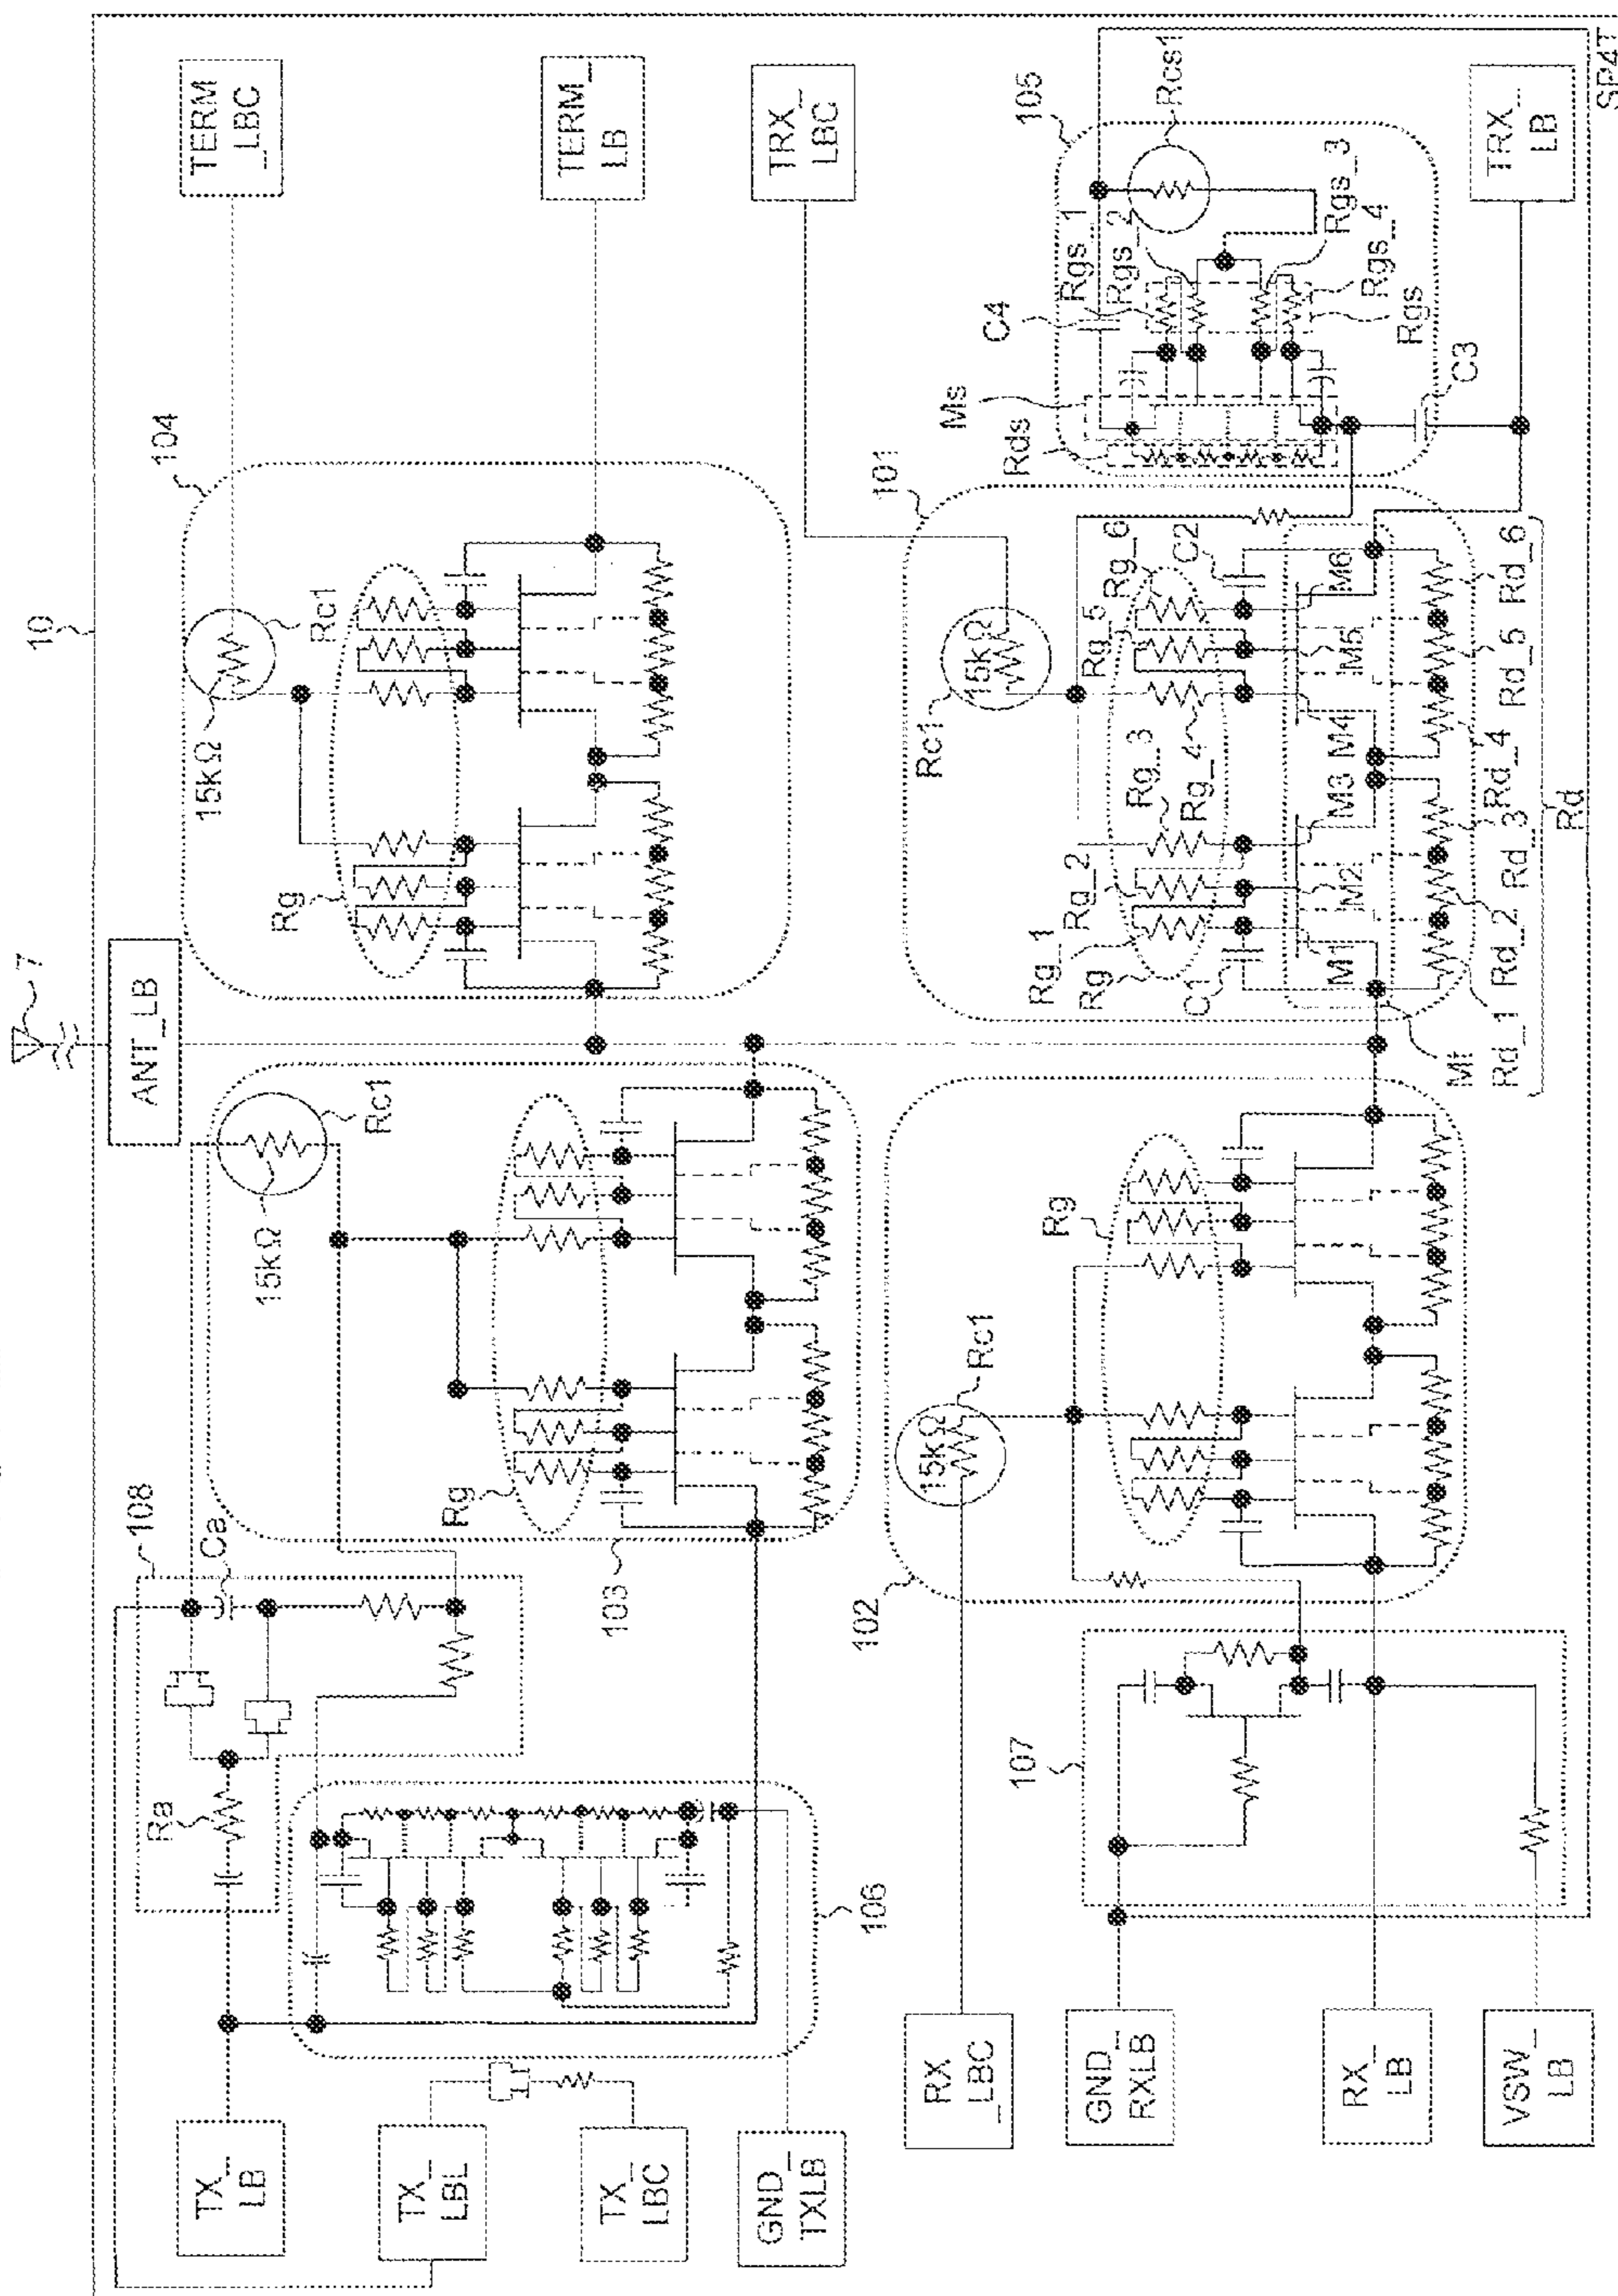 7
10
ANT_LB
108
Ca
Ra
TX_
LB
TX_
LBL
TX_
LBC
GND_
TXLB
106
103
Rg
15kΩ
Rc1
104
15kΩ
Rc1
Rg
TERM
_LBC
TERM_
LB
TRX_
LBC
RX
_LBC
GND_
RXLB
RX_
LB
VSW_
LB
107
102
15kΩ
Rc1
Rg
101
Rc1
15kΩ
Rg_1
Rg_2
Rg
Rg_3
Rg_4
Rg_5
Rg_6
C1
C2
M1
M2
M3
M4
M5
M6
Mt
Rd_1
Rd_2
Rd_3
Rd_4
Rd_5
Rd_6
Rd
105
Rcs1
C4
Rgs_1
Rgs_2
Rgs_3
Rgs_4
Rgs
Ms
Rds
C3
TRX_
LB
SP4T